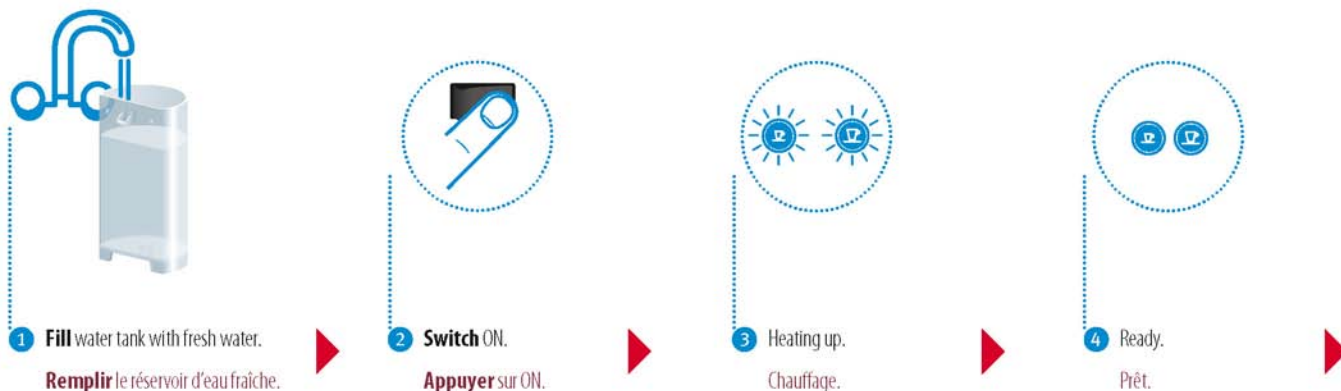 1 Fill water tank with fresh water.
Remplir le réservoir d'eau fraîche.
2 Switch ON.
Appuyer sur ON.
3 Heating up.
Chauffage.
4 Ready.
Prêt.